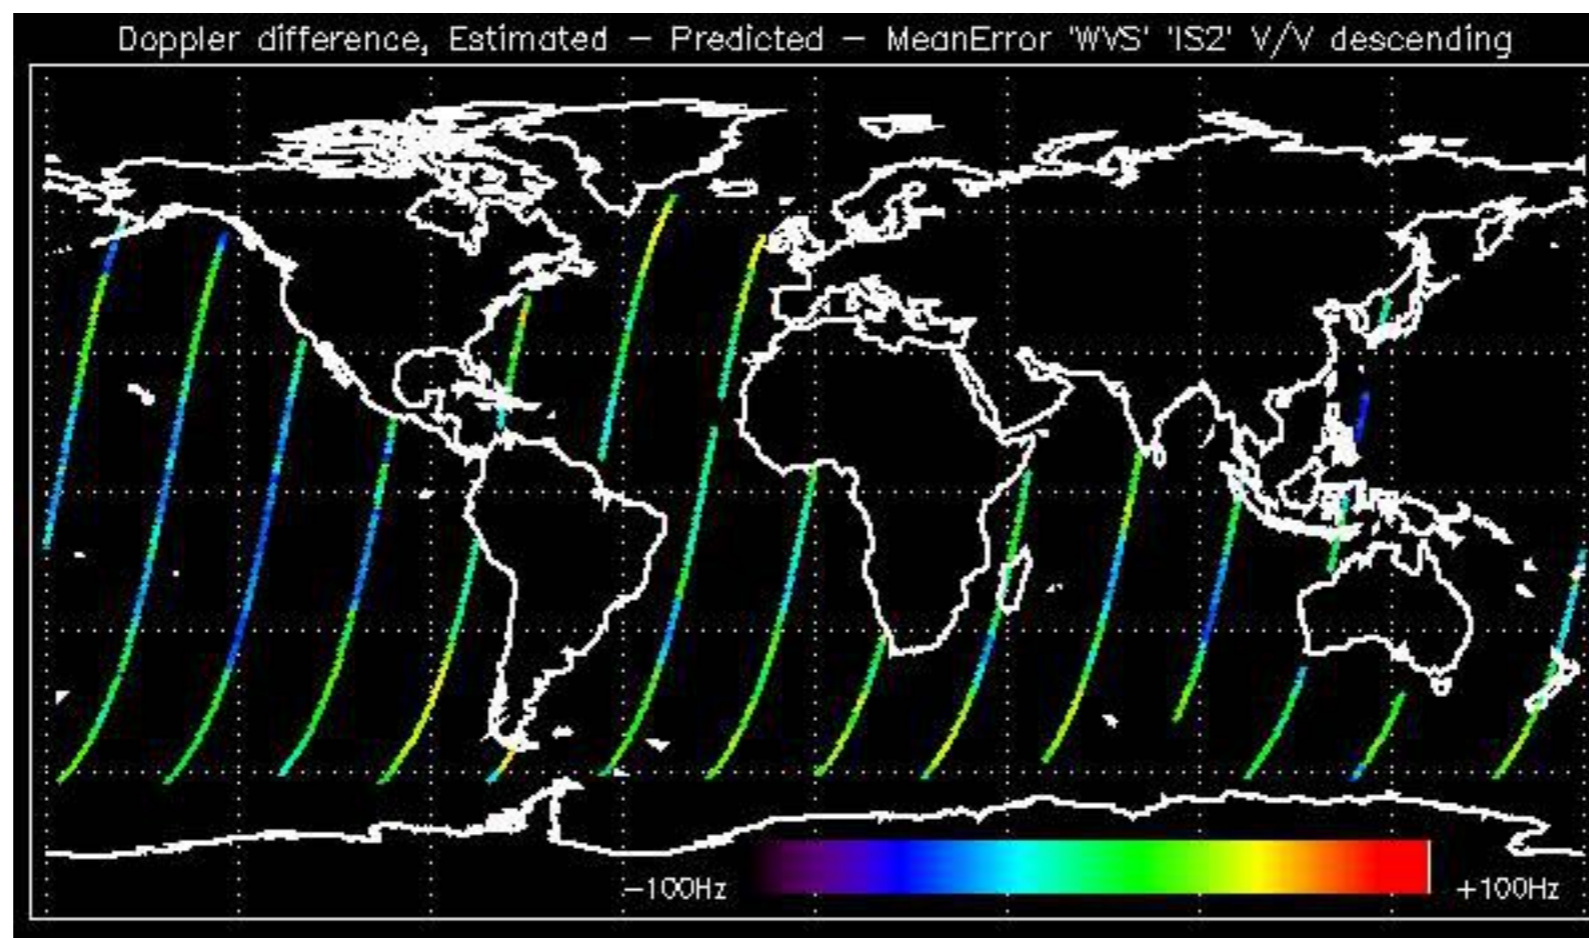 Doppler difference, Estimated – Predicted – MeanError 'WVS' 'IS2' V/V descending
–100Hz
+100Hz